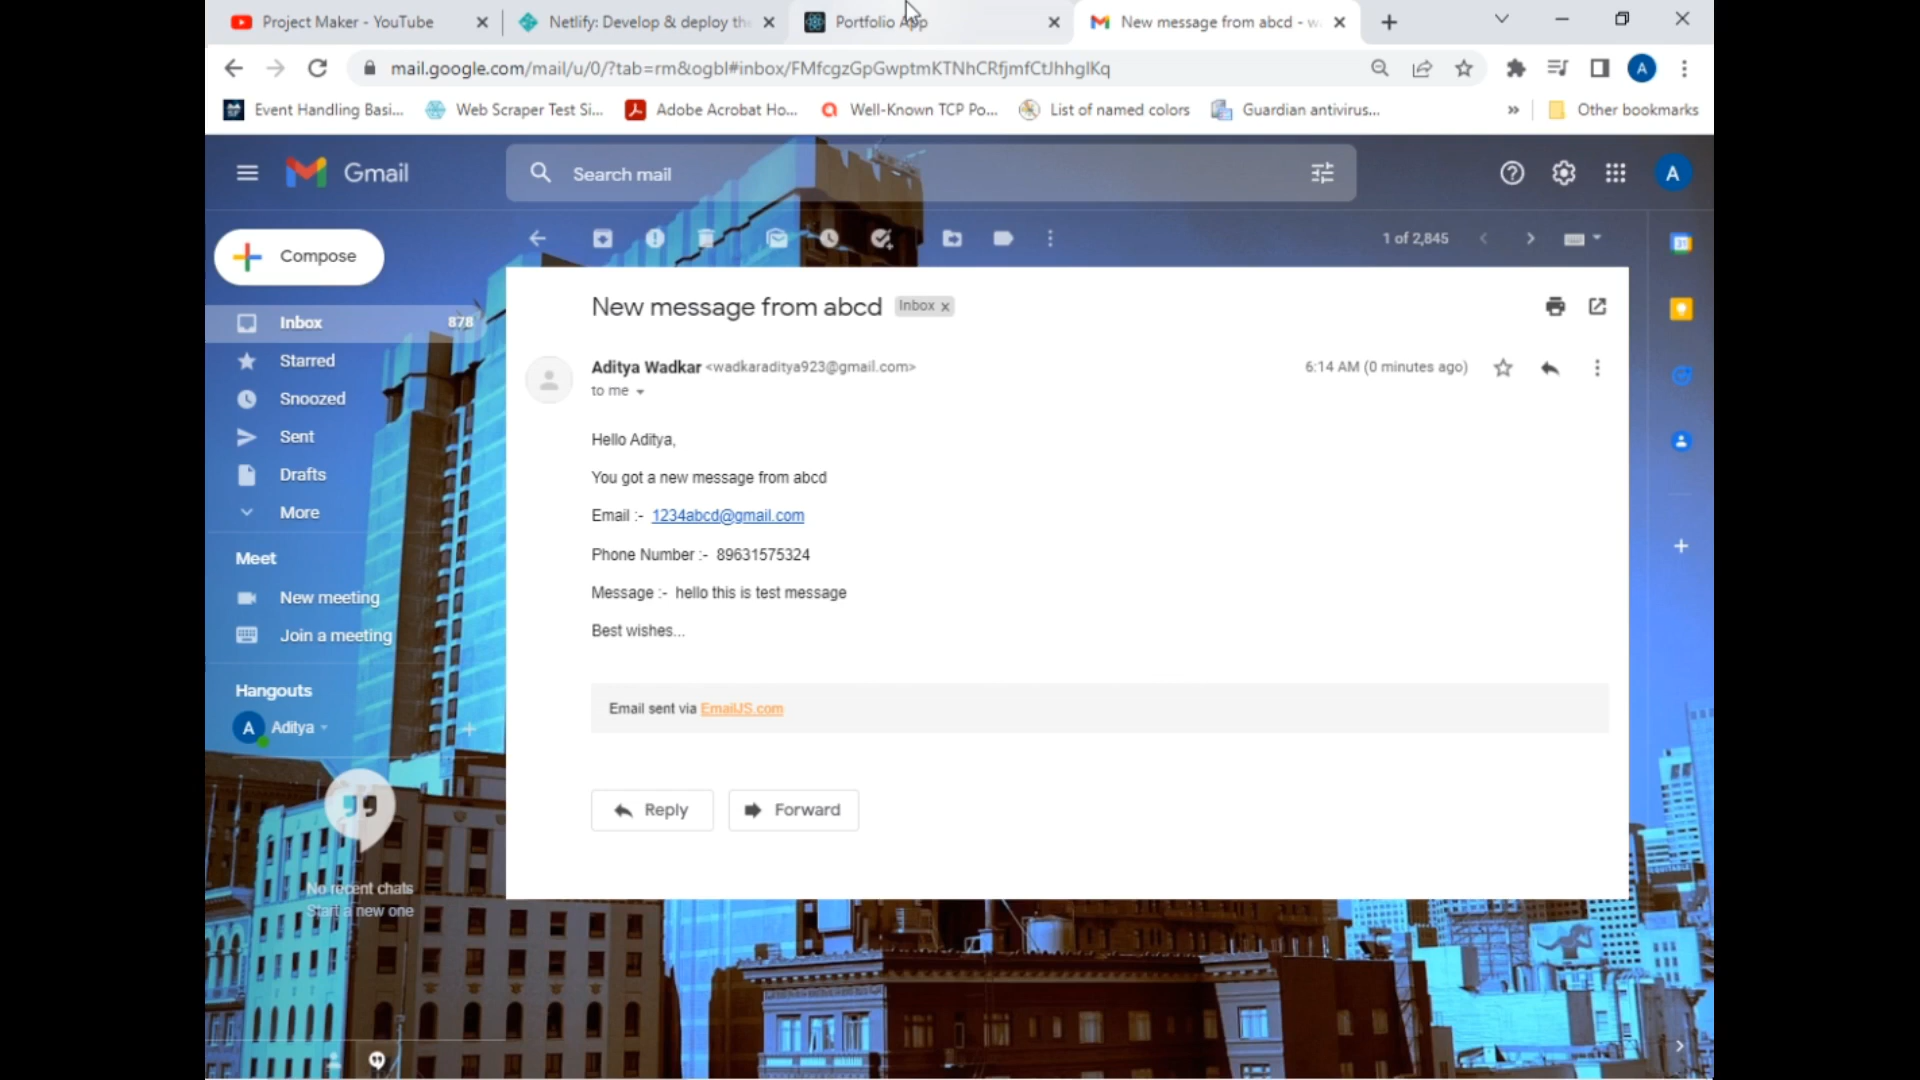 Project Maker - YouTube
Netlify: Develop & deploy the
Portfolio App
New message from abcd - w
mail.google.com/mail/u/0/?tab=rm&ogbl#inbox/FMfcgzGpGwptmKTNhCRfjmfCtJhhglKq
A
Event Handling Basi...
Web Scraper Test Si...
Adobe Acrobat Ho...
Well-Known TCP Po...
List of named colors
Guardian antivirus...
»
Other bookmarks
Gmail
Search mail
A
Compose
1 of 2,845
Inbox 878
Starred
Snoozed
Sent
Drafts
More
Meet
New meeting
Join a meeting
Hangouts
A Aditya
No recent chats
Start a new one
New message from abcd Inbox x
Aditya Wadkar <wadkaraditya923@gmail.com>
6:14 AM (0 minutes ago)
to me
Hello Aditya,
You got a new message from abcd
Email :- 1234abcd@gmail.com
Phone Number :- 89631575324
Message :- hello this is test message
Best wishes...
Email sent via EmailJS.com
Reply
Forward